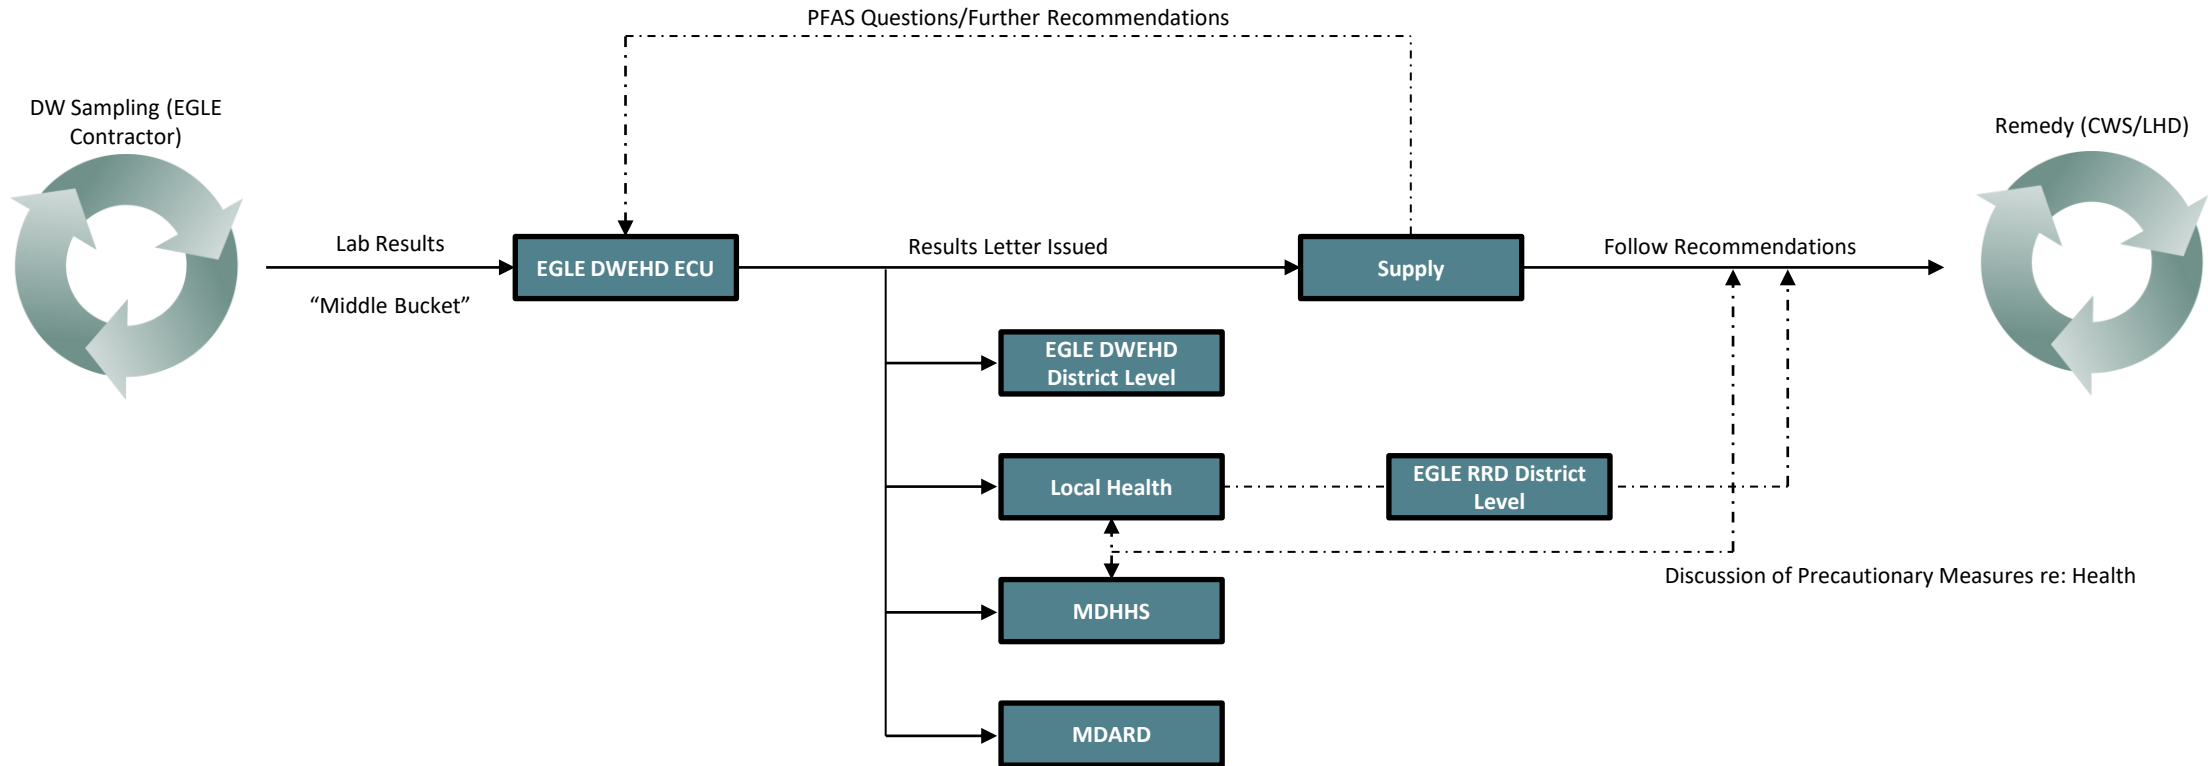 PFAS Questions/Further Recommendations
DW Sampling (EGLE
Contractor)
Remedy (CWS/LHD)
Lab Results
“Middle Bucket”
EGLE DWEHD ECU
Results Letter Issued
Supply
Follow Recommendations
EGLE DWEHD
District Level
Local Health
EGLE RRD District
Level
Discussion of Precautionary Measures re: Health
MDHHS
MDARD